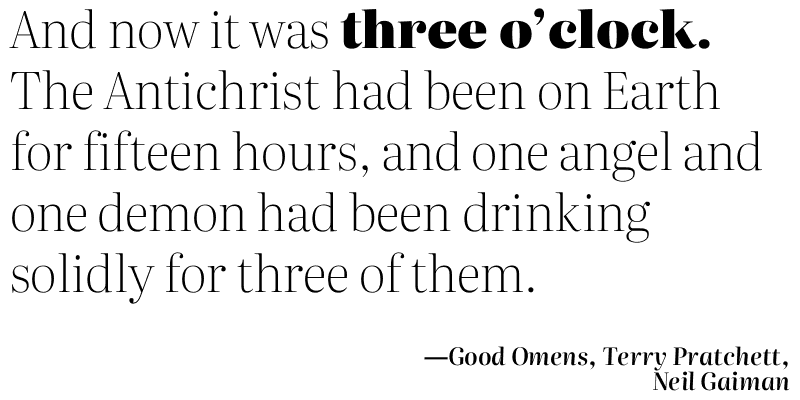 And now it was three o’clock.
The Antichrist had been on Earth
for fifteen hours, and one angel and
one demon had been drinking
solidly for three of them.
—Good Omens, Terry Pratchett,
Neil Gaiman